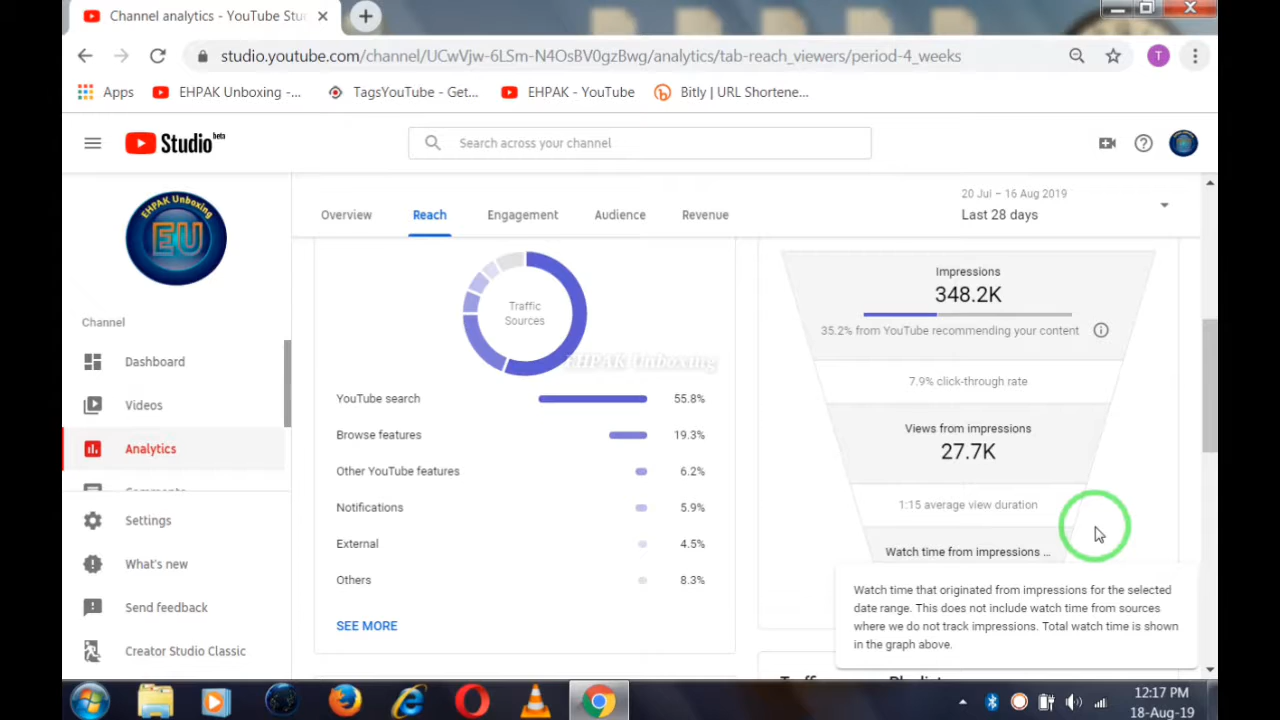 Channel analytics - YouTube Stu
studio.youtube.com/channel/UCwVjw-6LSm-N4OsBV0gzBwg/analytics/tab-reach_viewers/period-4_weeks
T
Apps
EHPAK Unboxing -...
TagsYouTube - Get...
EHPAK - YouTube
Bitly | URL Shortene...
Studio beta
Search across your channel
EHPAK Unboxing
EU
Channel
Dashboard
Videos
Analytics
Comments
Settings
What's new
Send feedback
Creator Studio Classic
Overview
Reach
Engagement
Audience
Revenue
20 Jul – 16 Aug 2019
Last 28 days
Traffic
Sources
EHPAK Unboxing
YouTube search 55.8%
Browse features 19.3%
Other YouTube features 6.2%
Notifications 5.9%
External 4.5%
Others 8.3%
SEE MORE
Impressions
348.2K
35.2% from YouTube recommending your content
7.9% click-through rate
Views from impressions
27.7K
1:15 average view duration
Watch time from impressions ...
Watch time that originated from impressions for the selected
date range. This does not include watch time from sources
where we do not track impressions. Total watch time is shown
in the graph above.
12:17 PM
18-Aug-19